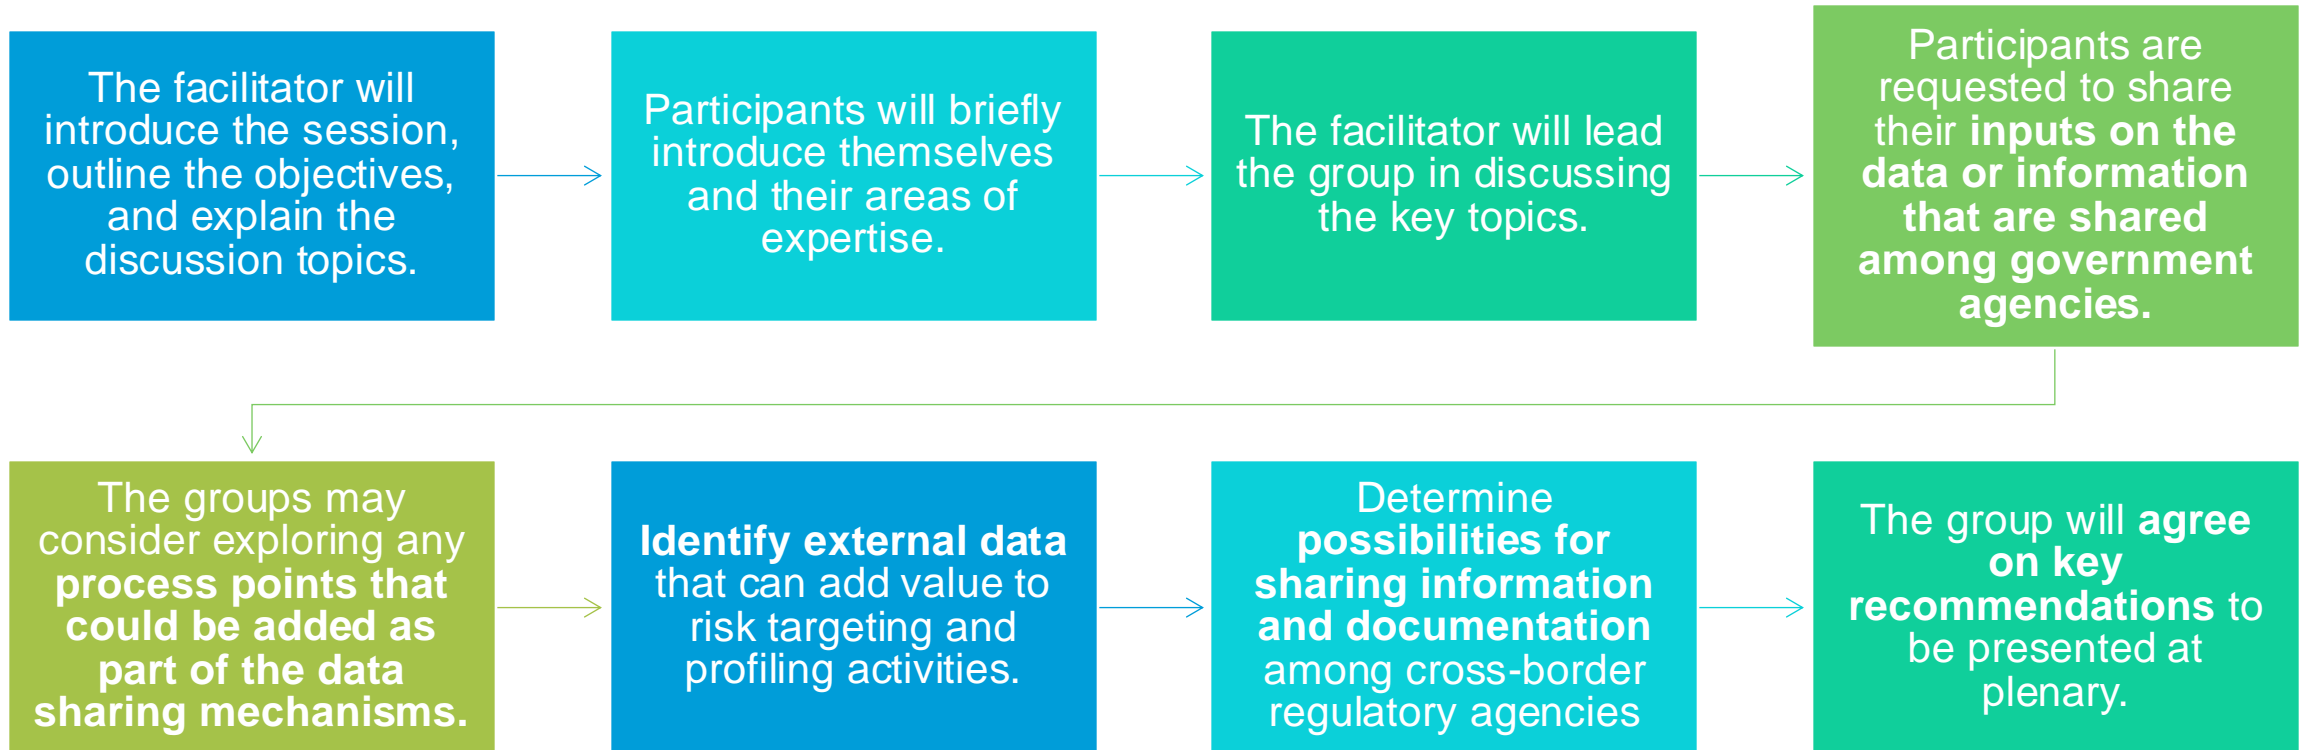 The facilitator will
introduce the session,
outline the objectives,
and explain the
discussion topics.
Participants will briefly
introduce themselves
and their areas of
expertise.
The facilitator will lead
the group in discussing
the key topics.
Participants are
requested to share
their inputs on the
data or information
that are shared
among government
agencies.
The groups may
consider exploring any
process points that
could be added as
part of the data
sharing mechanisms.
Identify external data
that can add value to
risk targeting and
profiling activities.
Determine
possibilities for
sharing information
and documentation
among cross-border
regulatory agencies
The group will agree
on key
recommendations to
be presented at
plenary.